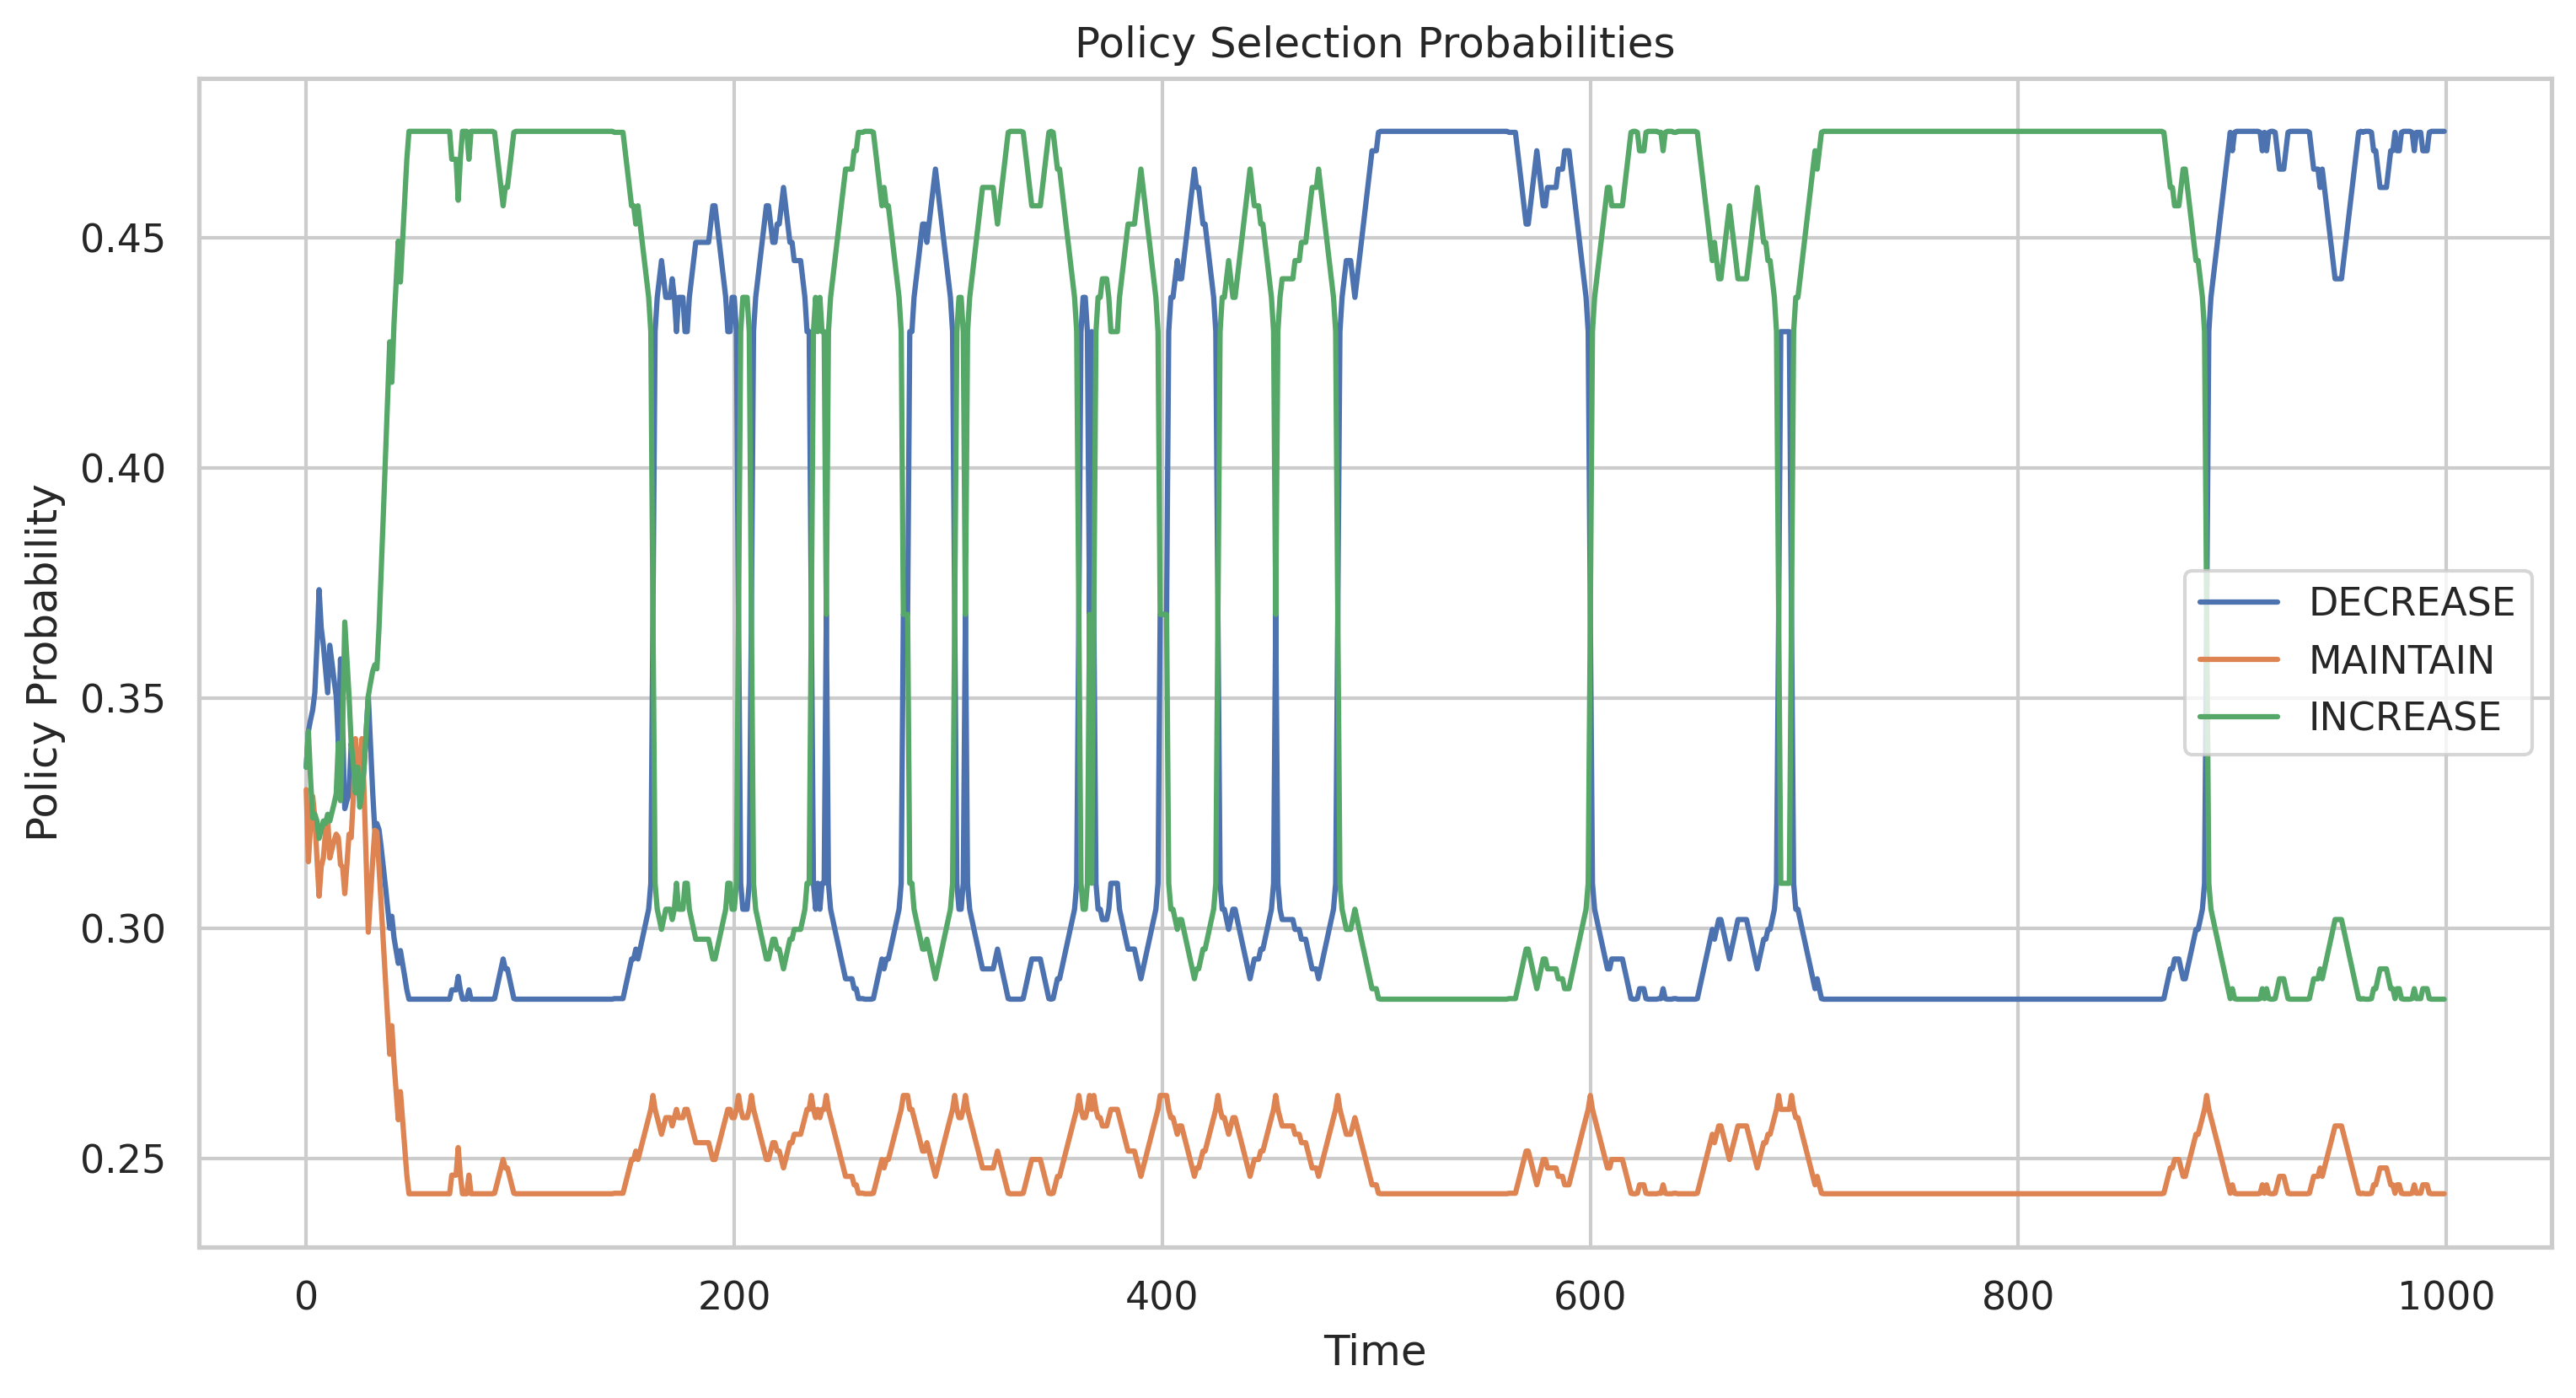 Policy Selection Probabilities
Policy Probability
0.45
0.40
0.35
0.30
0.25
DECREASE
MAINTAIN
INCREASE
0 200 400 600 800 1000
Time